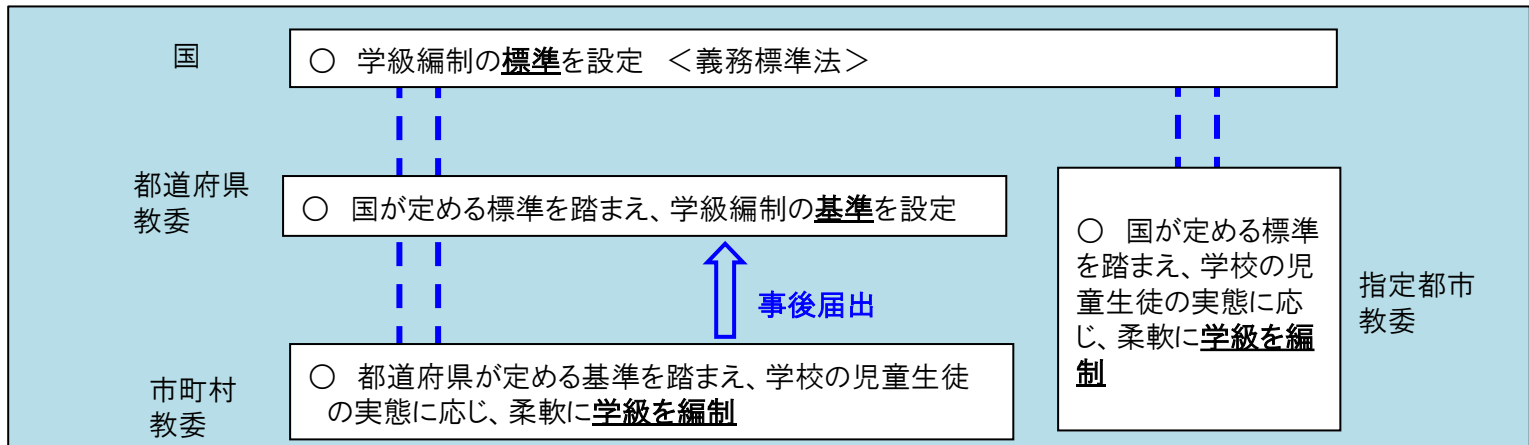 国
○　学級編制の標準を設定　＜義務標準法＞
都道府県
教委
○　国が定める標準を踏まえ、学級編制の基準を設定
事後届出
市町村
教委
○　都道府県が定める基準を踏まえ、学校の児童生徒
の実態に応じ、柔軟に学級を編制
○　国が定める標準
を踏まえ、学校の児
童生徒の実態に応
じ、柔軟に学級を編
制
指定都市
教委